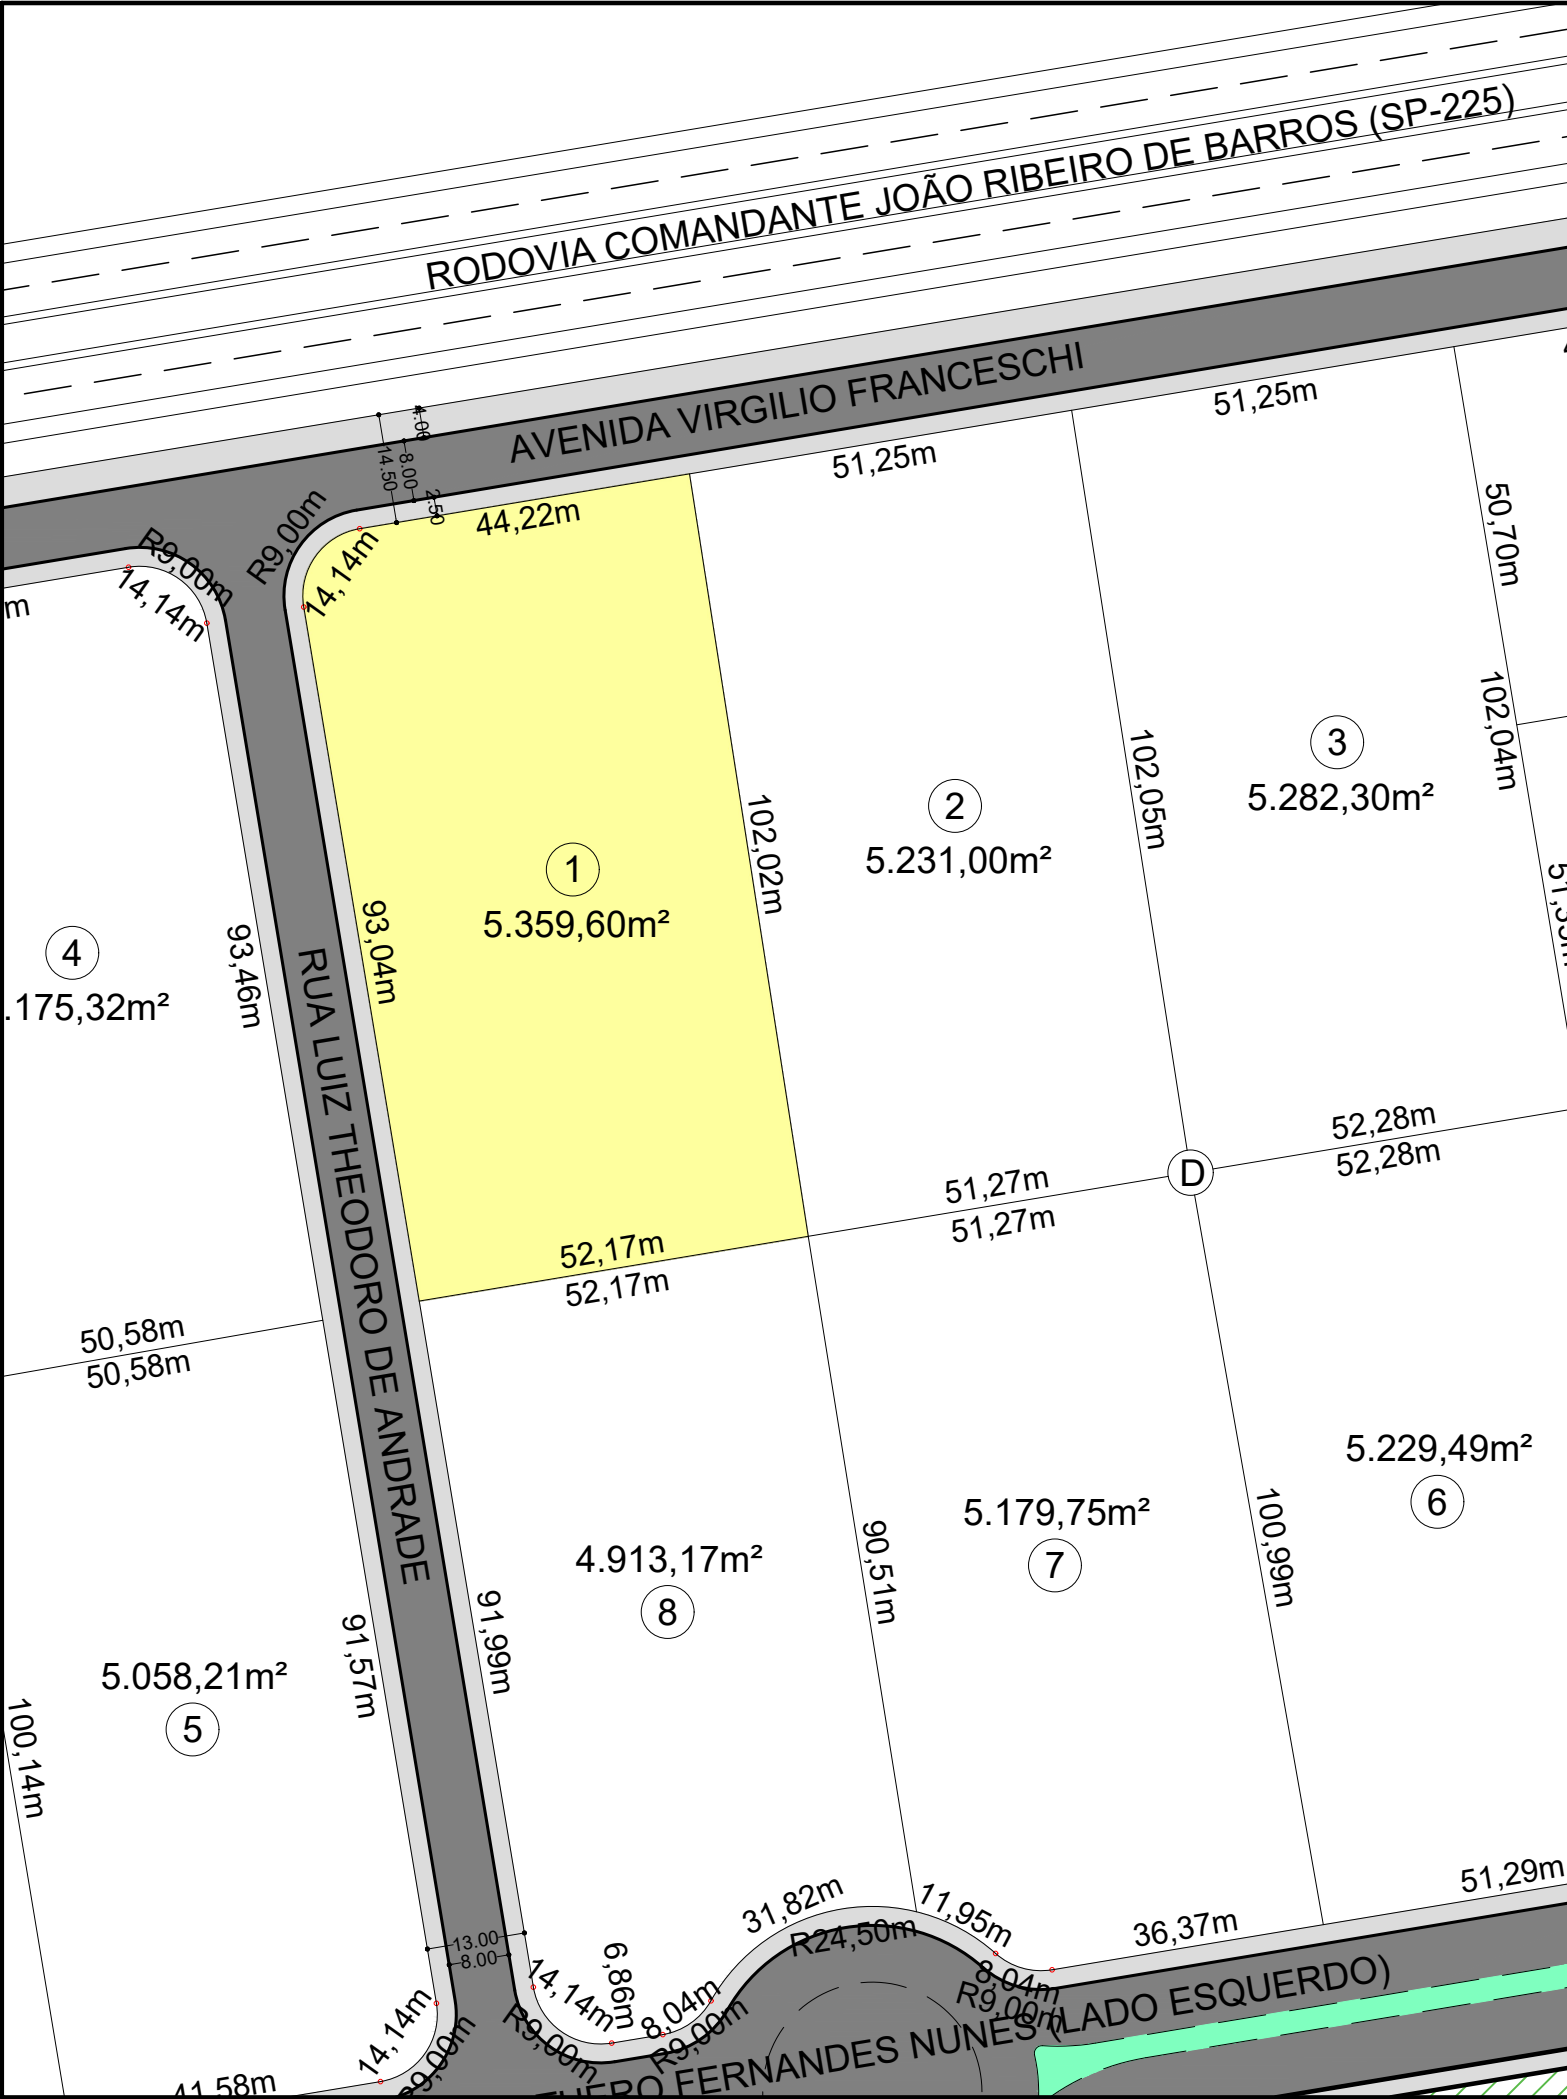 RODOVIA COMANDANTE JOÃO RIBEIRO DE BARROS (SP-225)
AVENIDA VIRGILIO FRANCESCHI
4.00
14.50
8.00
2.50
51,25m
51,25m
44,22m
R9,00m
14,14m
R9,00m
14,14m
m
50,70m
102,04m
102,05m
102,02m
3
5.282,30m²
2
5.231,00m²
1
5.359,60m²
93,04m
93,46m
4
.175,32m²
RUA LUIZ THEODORO DE ANDRADE
52,28m
52,28m
D
51,27m
51,27m
52,17m
52,17m
50,58m
50,58m
5.229,49m²
6
5.179,75m²
7
4.913,17m²
8
100,99m
90,51m
91,99m
91,57m
5.058,21m²
5
100,14m
51,29m
36,37m
11,95m
31,82m
R24,50m
8,04m
R9,00m
13.00
8.00
14,14m
R9,00m
6,86m
8,04m
R9,00m
14,14m
R9,00m
41,58m
THERO FERNANDES NUNES (LADO ESQUERDO)